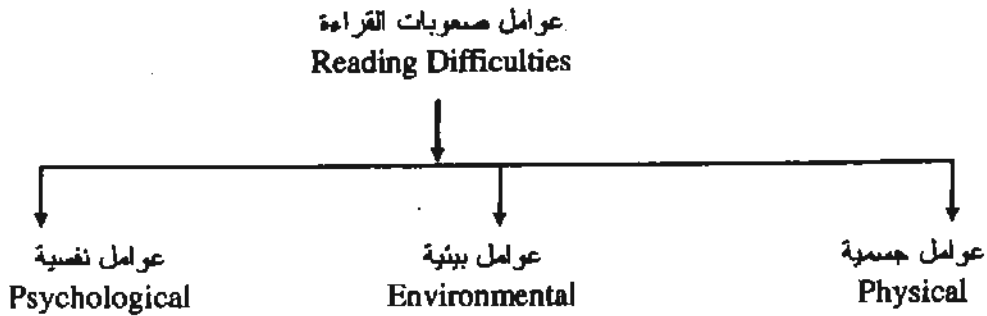 عوامل صعوبات القراءة
Reading Difficulties
عوامل جسمية
Physical
عوامل بيئية
Environmental
عوامل نفسية
Psychological